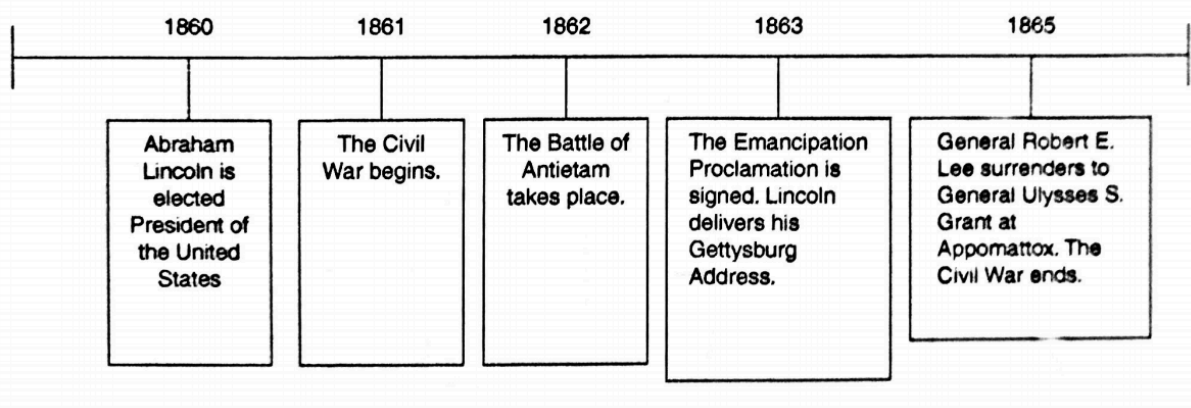 1860
1861
1862
1863
1865
Abraham
Lincoln is
elected
President of
the United
States
The Civil
War begins.
The Battle of
Antietam
takes place.
The Emancipation
Proclamation is
signed. Lincoln
delivers his
Gettysburg
Address.
General Robert E.
Lee surrenders to
General Ulysses S.
Grant at
Appomattox. The
Civil War ends.